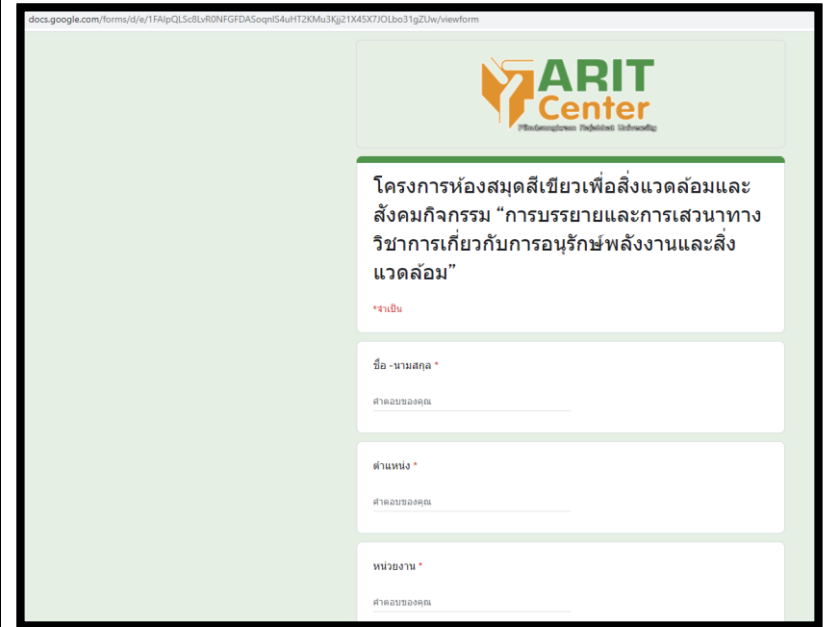 docs.google.com/forms/d/e/1FAIpQLSc8LvR0NFGFDASoqnIS4uHT2KMu3Kjj21X45X7JOLbo31gZUw/viewform
ARIT
Center
Pibulsongkram Rajabhat University
โครงการห้องสมุดสีเขียวเพื่อสิ่งแวดล้อมและ
สังคมกิจกรรม “การบรรยายและการเสวนาทาง
วิชาการเกี่ยวกับการอนุรักษ์พลังงานและสิ่ง
แวดล้อม”
*จำเป็น
ชื่อ -นามสกุล *
คำตอบของคุณ
ตำแหน่ง *
คำตอบของคุณ
หน่วยงาน *
คำตอบของคุณ